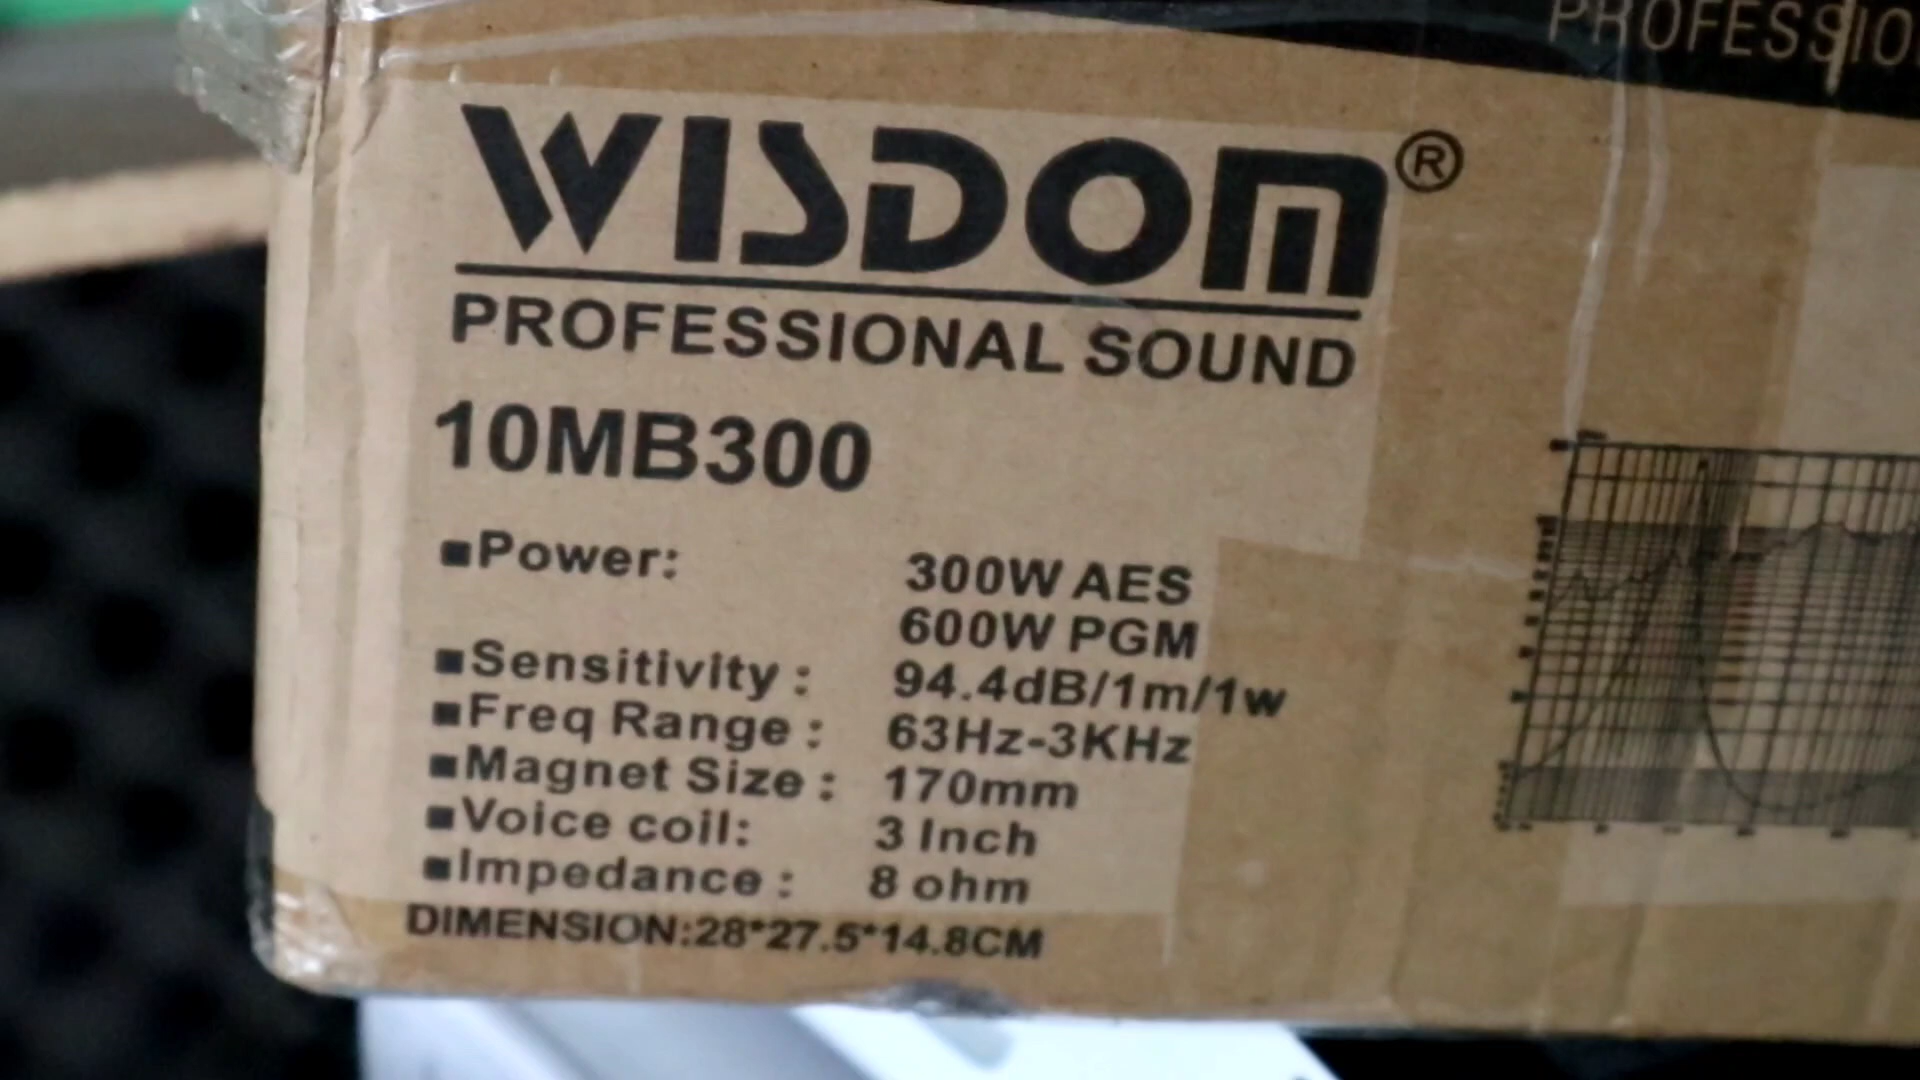 PROFESSIO
WISDOM®
PROFESSIONAL SOUND
10MB300
■Power: 300W AES
600W PGM
■Sensitivity : 94.4dB/1m/1w
■Freq Range : 63Hz-3KHz
■Magnet Size : 170mm
■Voice coil: 3 Inch
■Impedance : 8 ohm
DIMENSION:28*27.5*14.8CM